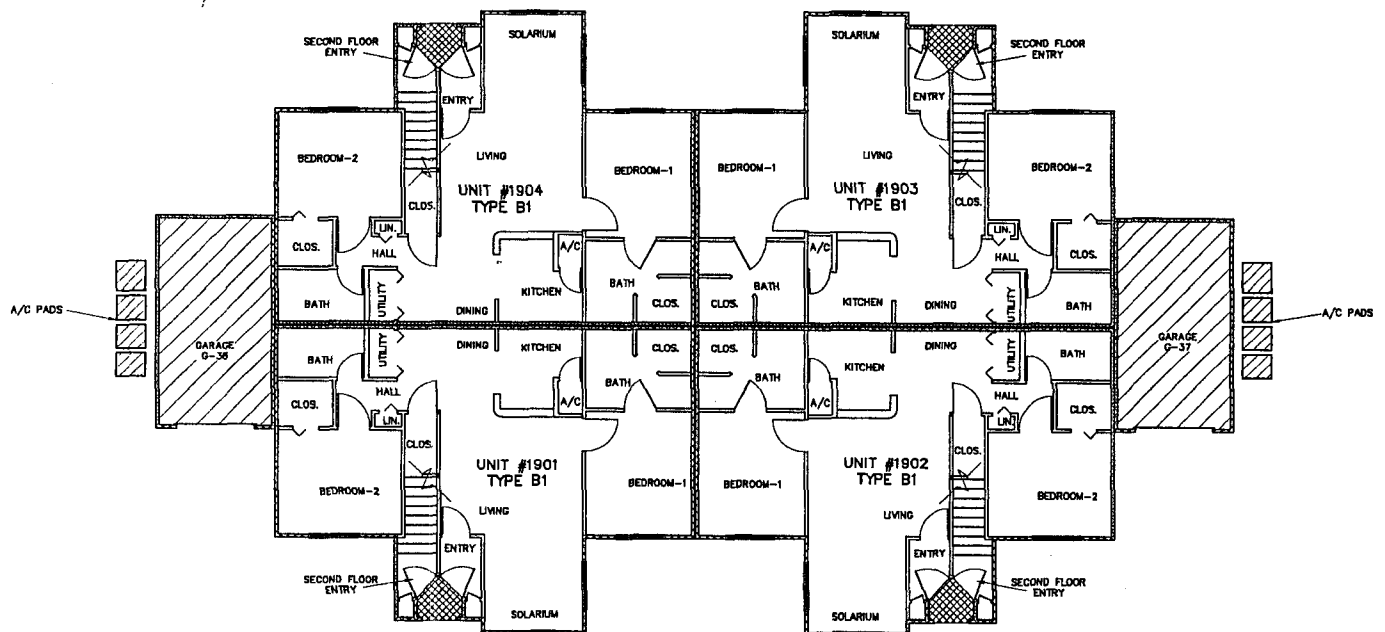 SOLARIUM
SOLARIUM
SECOND FLOOR
ENTRY
SECOND FLOOR
ENTRY
ENTRY
ENTRY
BEDROOM-2
LIVING
BEDROOM-1
BEDROOM-1
LIVING
BEDROOM-2
UNIT #1904
TYPE B1
UNIT #1903
TYPE B1
CLOS.
CLOS.
LIN.
LIN.
CLOS.
HALL
A/C
A/C
HALL
CLOS.
BATH
UTILITY
DINING
KITCHEN
BATH
CLOS.
CLOS.
BATH
KITCHEN
DINING
UTILITY
BATH
A/C PADS
A/C PADS
GARAGE
G-36
GARAGE
G-37
BATH
UTILITY
DINING
KITCHEN
BATH
CLOS.
CLOS.
BATH
KITCHEN
DINING
UTILITY
BATH
HALL
HALL
CLOS.
LIN.
A/C
A/C
LIN.
CLOS.
CLOS.
CLOS.
UNIT #1901
TYPE B1
UNIT #1902
TYPE B1
BEDROOM-2
LIVING
BEDROOM-1
BEDROOM-1
LIVING
BEDROOM-2
ENTRY
ENTRY
SECOND FLOOR
ENTRY
SECOND FLOOR
ENTRY
SOLARIUM
SOLARIUM